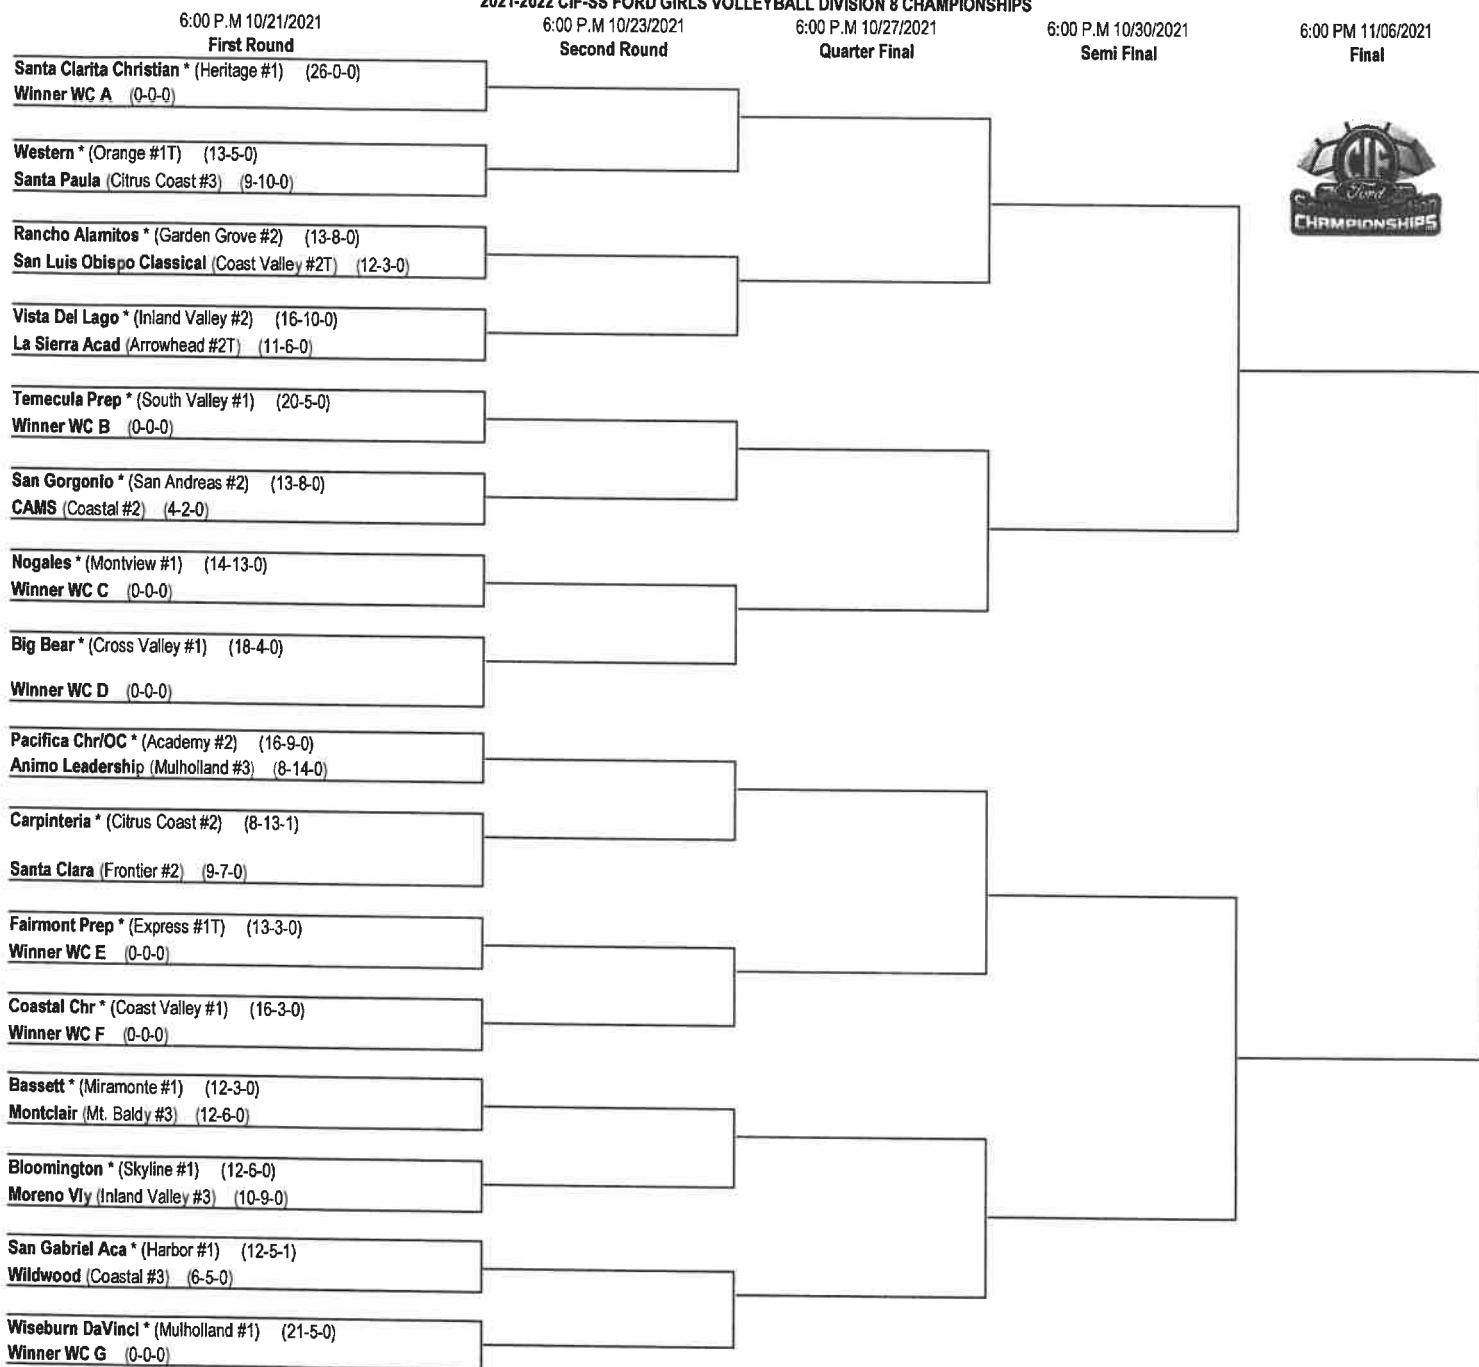 2021-2022 CIF-SS FORD GIRLS VOLLEYBALL DIVISION 8 CHAMPIONSHIPS
6:00 P.M 10/21/2021
First Round
6:00 P.M 10/23/2021
Second Round
6:00 P.M 10/27/2021
Quarter Final
6:00 P.M 10/30/2021
Semi Final
6:00 PM 11/06/2021
Final
CIF
Ford
CHAMPIONSHIPS
Santa Clarita Christian * (Heritage #1) (26-0-0)
Winner WC A (0-0-0)
Western * (Orange #1T) (13-5-0)
Santa Paula (Citrus Coast #3) (9-10-0)
Rancho Alamitos * (Garden Grove #2) (13-8-0)
San Luis Obispo Classical (Coast Valley #2T) (12-3-0)
Vista Del Lago * (Inland Valley #2) (16-10-0)
La Sierra Acad (Arrowhead #2T) (11-6-0)
Temecula Prep * (South Valley #1) (20-5-0)
Winner WC B (0-0-0)
San Gorgonio * (San Andreas #2) (13-8-0)
CAMS (Coastal #2) (4-2-0)
Nogales * (Montview #1) (14-13-0)
Winner WC C (0-0-0)
Big Bear * (Cross Valley #1) (18-4-0)
Winner WC D (0-0-0)
Pacifica Chr/OC * (Academy #2) (16-9-0)
Animo Leadership (Mulholland #3) (8-14-0)
Carpinteria * (Citrus Coast #2) (8-13-1)
Santa Clara (Frontier #2) (9-7-0)
Fairmont Prep * (Express #1T) (13-3-0)
Winner WC E (0-0-0)
Coastal Chr * (Coast Valley #1) (16-3-0)
Winner WC F (0-0-0)
Bassett * (Miramonte #1) (12-3-0)
Montclair (Mt. Baldy #3) (12-6-0)
Bloomington * (Skyline #1) (12-6-0)
Moreno Vly (Inland Valley #3) (10-9-0)
San Gabriel Aca * (Harbor #1) (12-5-1)
Wildwood (Coastal #3) (6-5-0)
Wiseburn DaVinci * (Mulholland #1) (21-5-0)
Winner WC G (0-0-0)